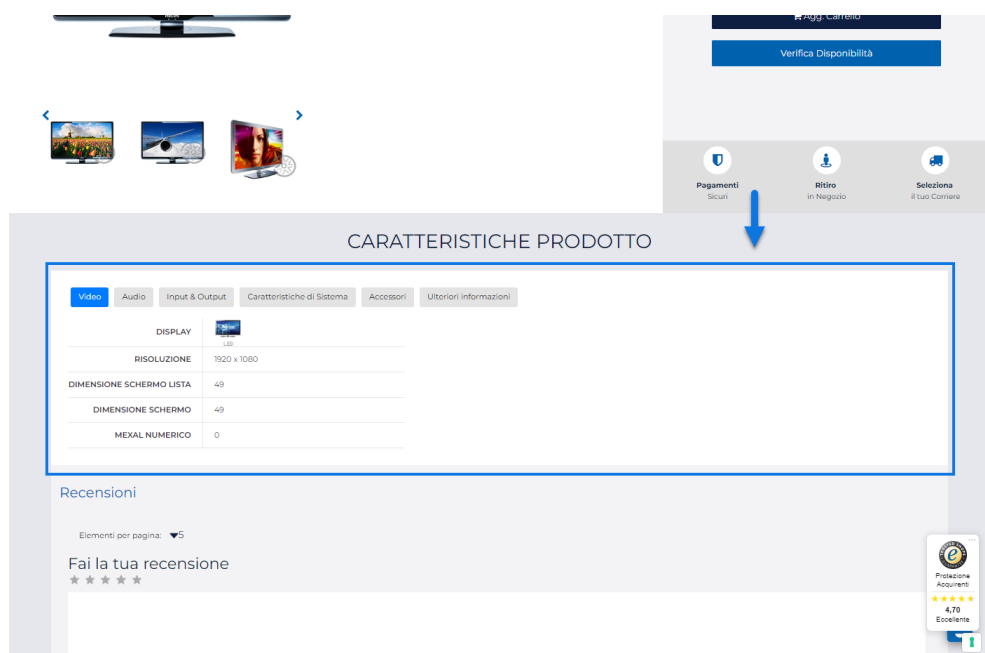 PHILIPS
Agg. Carrello
Verifica Disponibilità
Pagamenti
Sicuri
Ritiro
in Negozio
Seleziona
il tuo Corriere
CARATTERISTICHE PRODOTTO
Video Audio Input & Output Caratteristiche di Sistema Accessori Ulteriori informazioni
DISPLAY
LED
RISOLUZIONE 1920 x 1080
DIMENSIONE SCHERMO LISTA 49
DIMENSIONE SCHERMO 49
MEXAL NUMERICO 0
Recensioni
Elementi per pagina: 5
Fai la tua recensione
Protezione
Acquirenti
4,70
Eccellente